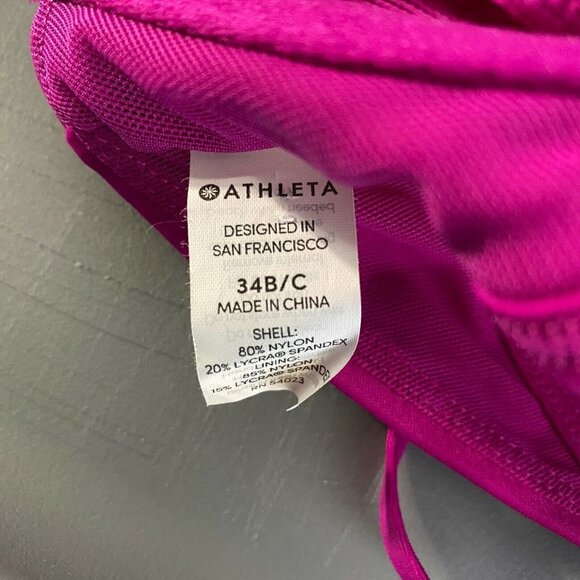 ATHLETA
DESIGNED IN
SAN FRANCISCO
34B/C
MADE IN CHINA
SHELL:
80% NYLON
20% LYCRA® SPANDEX
LINING:
85% NYLON
15% LYCRA® SPANDEX
RN 54023